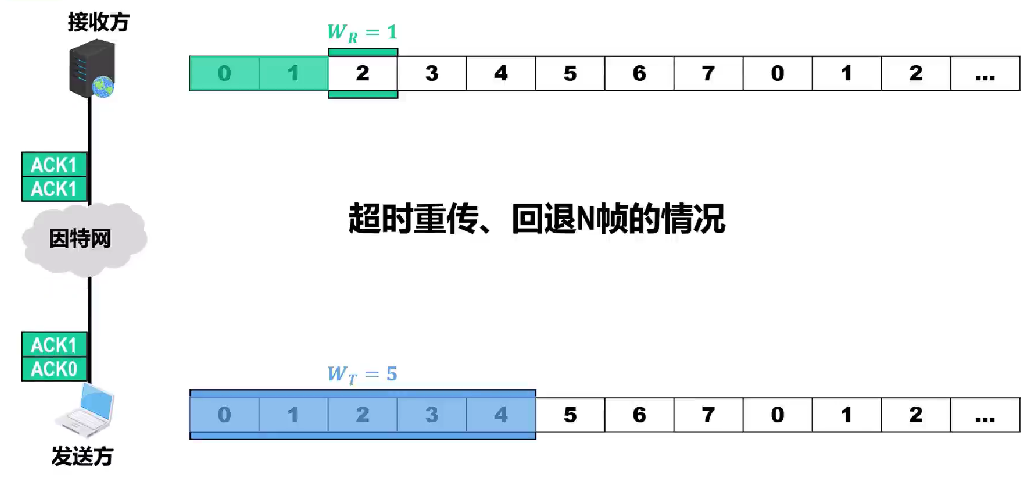 接收方
W_R = 1
0 1 2 3 4 5 6 7 0 1 2 ...
ACK1
ACK1
因特网
超时重传、回退N帧的情况
ACK1
ACK0
W_T = 5
0 1 2 3 4 5 6 7 0 1 2 ...
发送方